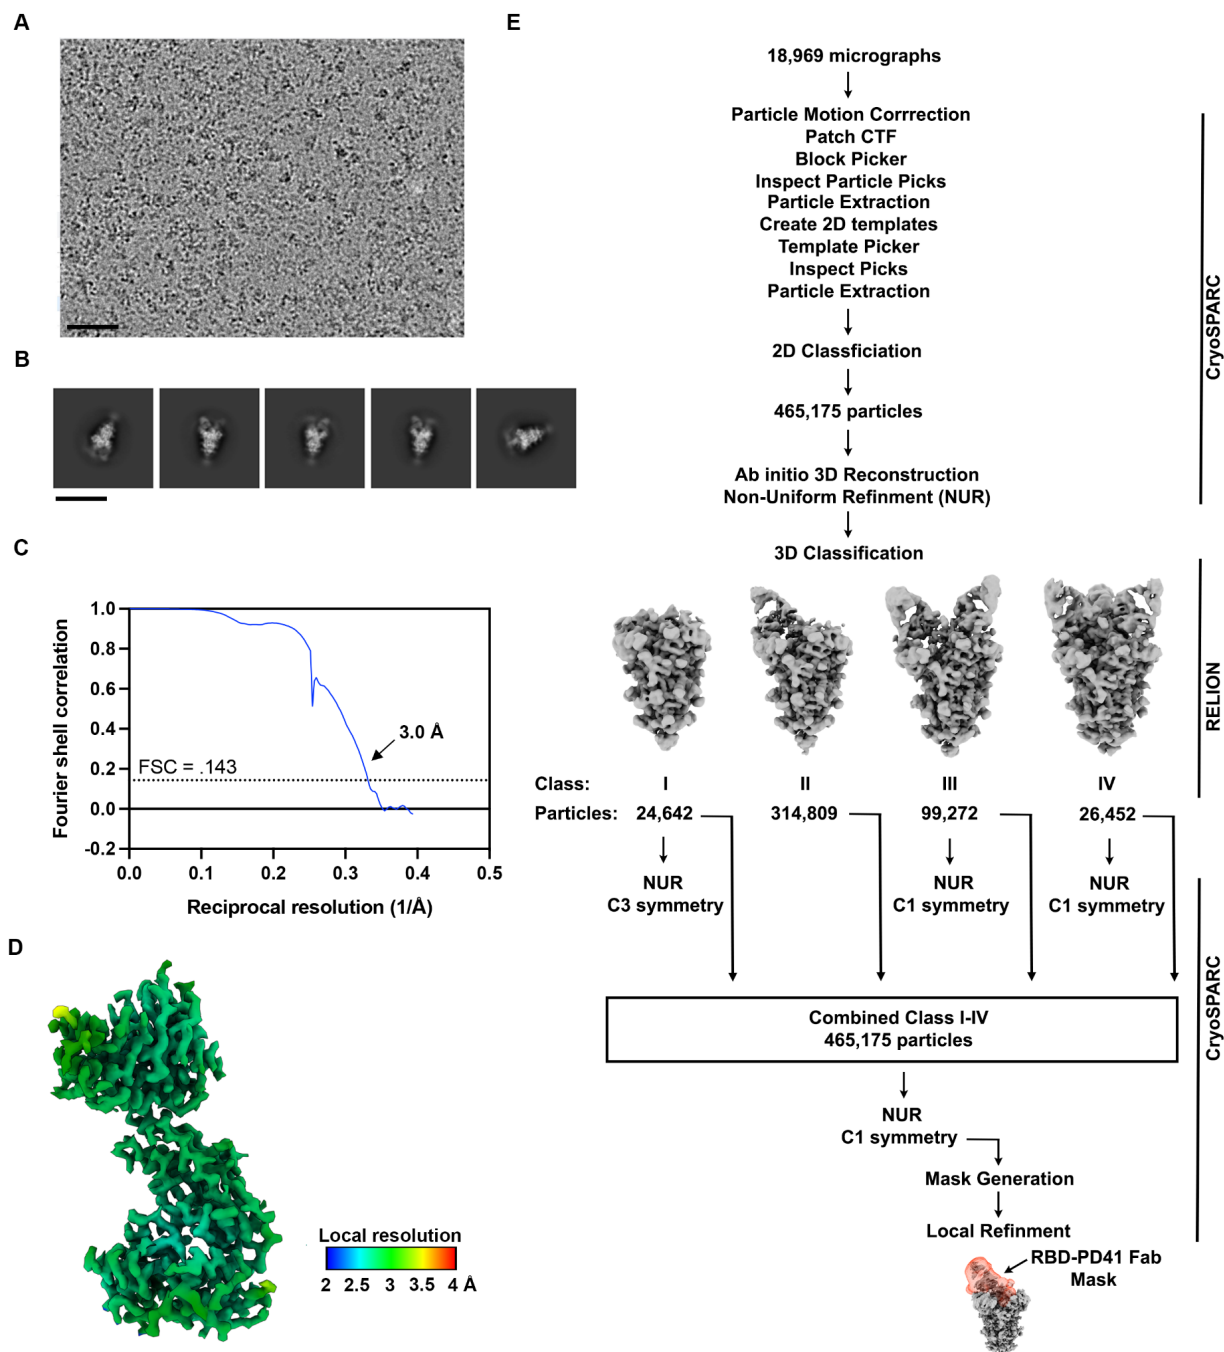 A
B
C
1.0
0.8
0.6
0.4
0.2
0.0
-0.2
Fourier shell correlation
3.0 Å
FSC = .143
0.0
0.1
0.2
0.3
0.4
0.5
Reciprocal resolution (1/Å)
D
Local resolution
2 2.5 3 3.5 4 Å
E
18,969 micrographs
Particle Motion Corrrection
Patch CTF
Block Picker
Inspect Particle Picks
Particle Extraction
Create 2D templates
Template Picker
Inspect Picks
Particle Extraction
2D Classficiation
465,175 particles
Ab initio 3D Reconstruction
Non-Uniform Refinment (NUR)
CryoSPARC
3D Classification
RELION
Class: I II III IV
Particles: 24,642 314,809 99,272 26,452
NUR
C3 symmetry
NUR
C1 symmetry
NUR
C1 symmetry
Combined Class I-IV
465,175 particles
NUR
C1 symmetry
Mask Generation
Local Refinment
CryoSPARC
RBD-PD41 Fab
Mask